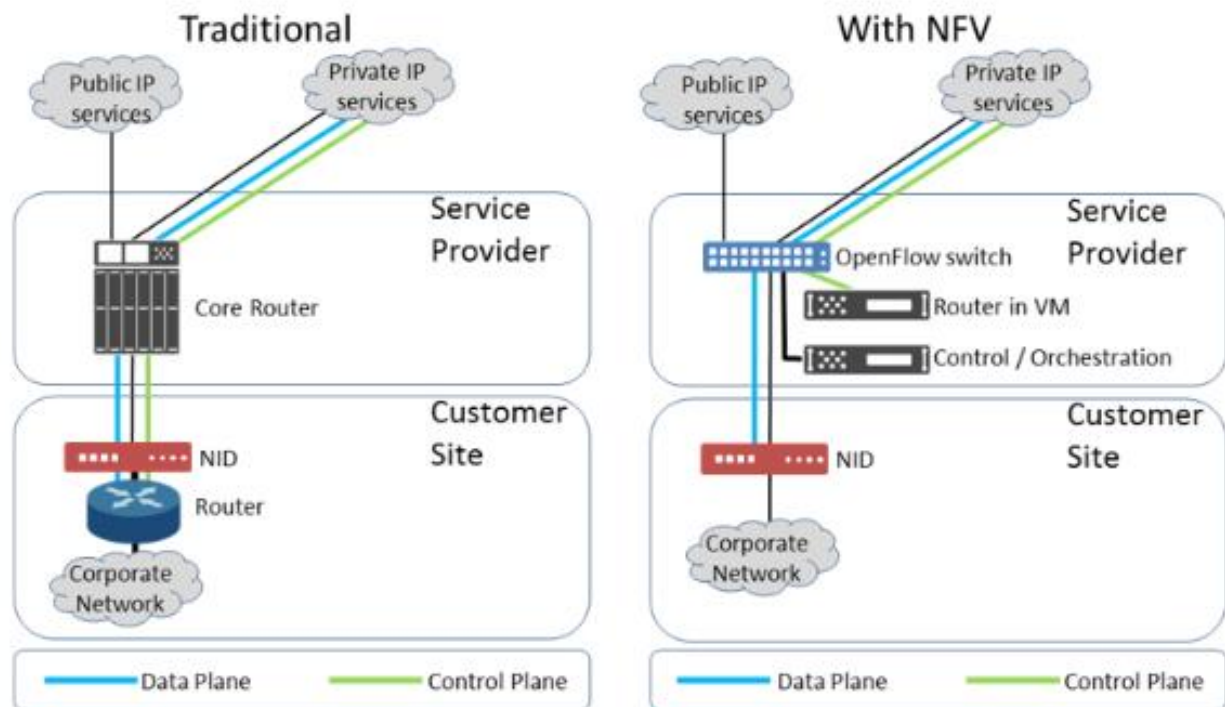 Traditional
Public IP
services
Private IP
services
Service
Provider
Core Router
Customer
Site
NID
Router
Corporate
Network
Data Plane
Control Plane
With NFV
Public IP
services
Private IP
services
Service
Provider
OpenFlow switch
Router in VM
Control / Orchestration
Customer
Site
NID
Corporate
Network
Data Plane
Control Plane